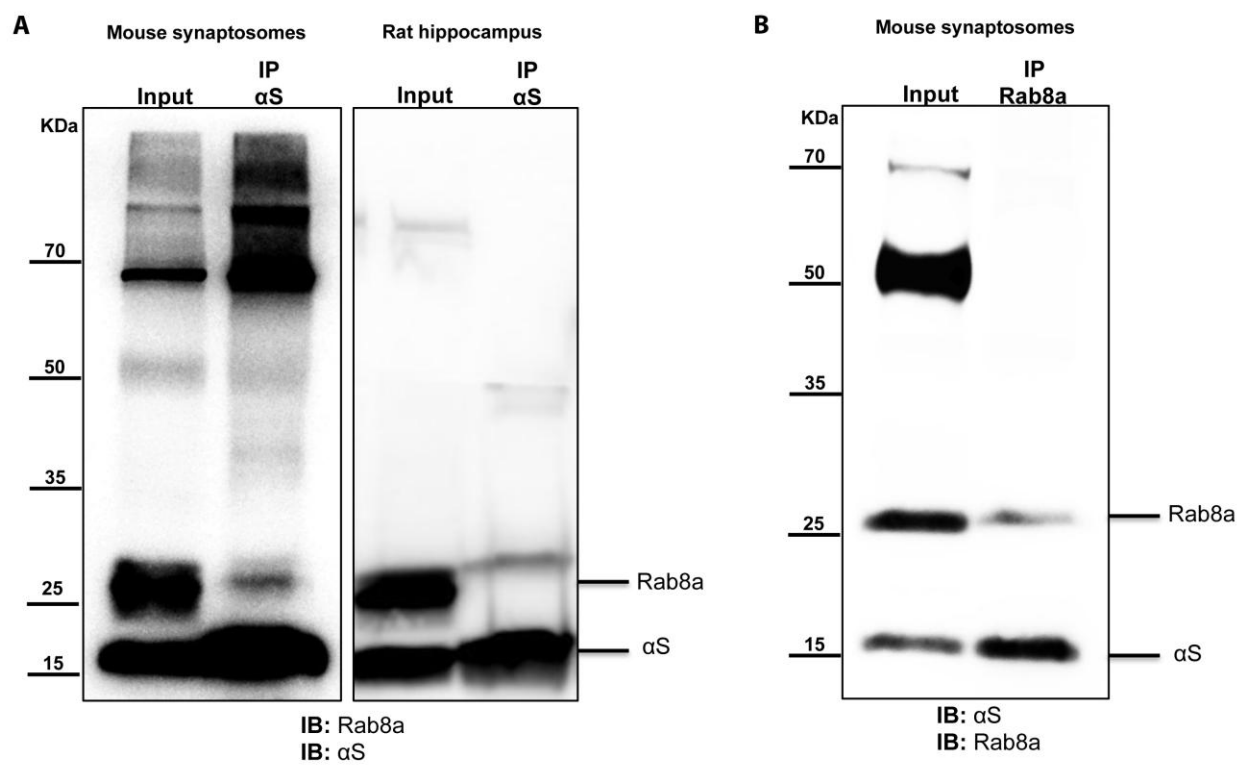 A
Mouse synaptosomes
Rat hippocampus
B
Mouse synaptosomes
Input
IP
αS
Input
IP
αS
Input
IP
Rab8a
KDa
70
50
35
25
15
Rab8a
αS
IB: Rab8a
IB: αS
KDa
70
50
35
25
15
Rab8a
αS
IB: αS
IB: Rab8a